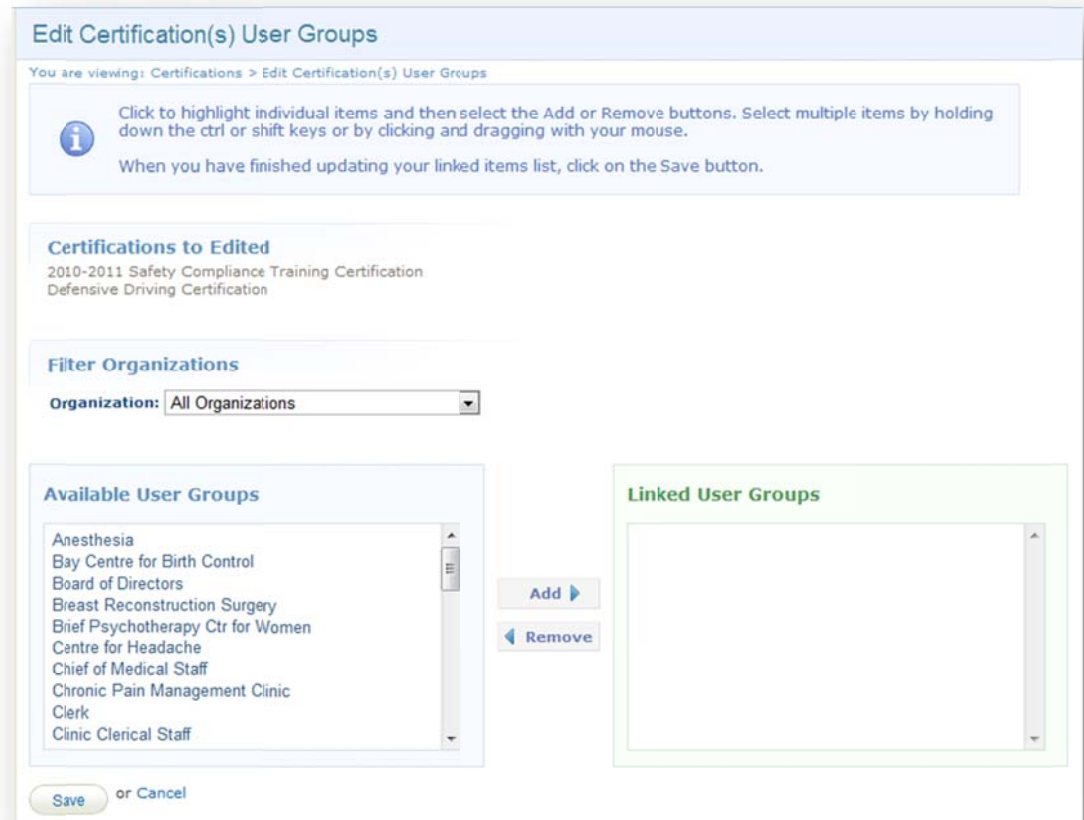 Edit Certification(s) User Groups
You are viewing: Certifications > Edit Certification(s) User Groups
Click to highlight individual items and then select the Add or Remove buttons. Select multiple items by holding
down the ctrl or shift keys or by clicking and dragging with your mouse.
When you have finished updating your linked items list, click on the Save button.
Certifications to Edited
2010-2011 Safety Compliance Training Certification
Defensive Driving Certification
Filter Organizations
Organization: All Organizations
Available User Groups
Anesthesia
Bay Centre for Birth Control
Board of Directors
Breast Reconstruction Surgery
Brief Psychotherapy Ctr for Women
Centre for Headache
Chief of Medical Staff
Chronic Pain Management Clinic
Clerk
Clinic Clerical Staff
Add
Remove
Linked User Groups
Save or Cancel